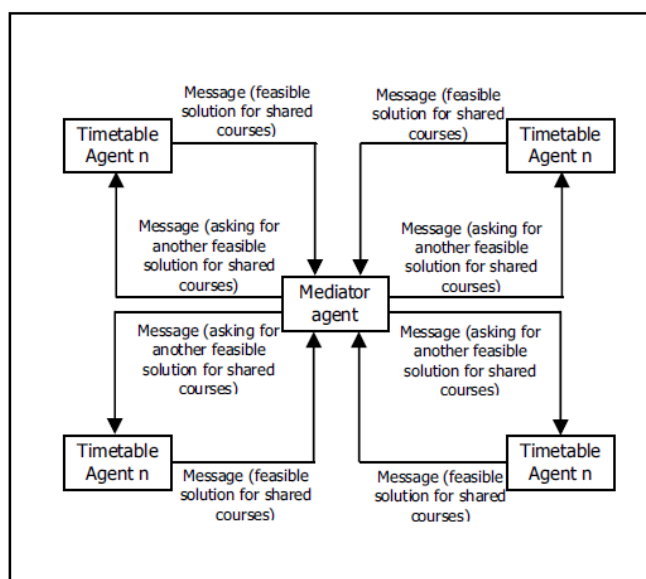 Message (feasible
solution for shared
courses)
Message (feasible
solution for shared
courses)
Timetable
Agent n
Timetable
Agent n
Message (asking for
another feasible
solution for shared
courses)
Message (asking for
another feasible
solution for shared
courses)
Mediator
agent
Message (asking for
another feasible
solution for shared
courses)
Message (asking for
another feasible
solution for shared
courses)
Timetable
Agent n
Timetable
Agent n
Message (feasible
solution for shared
courses)
Message (feasible
solution for shared
courses)